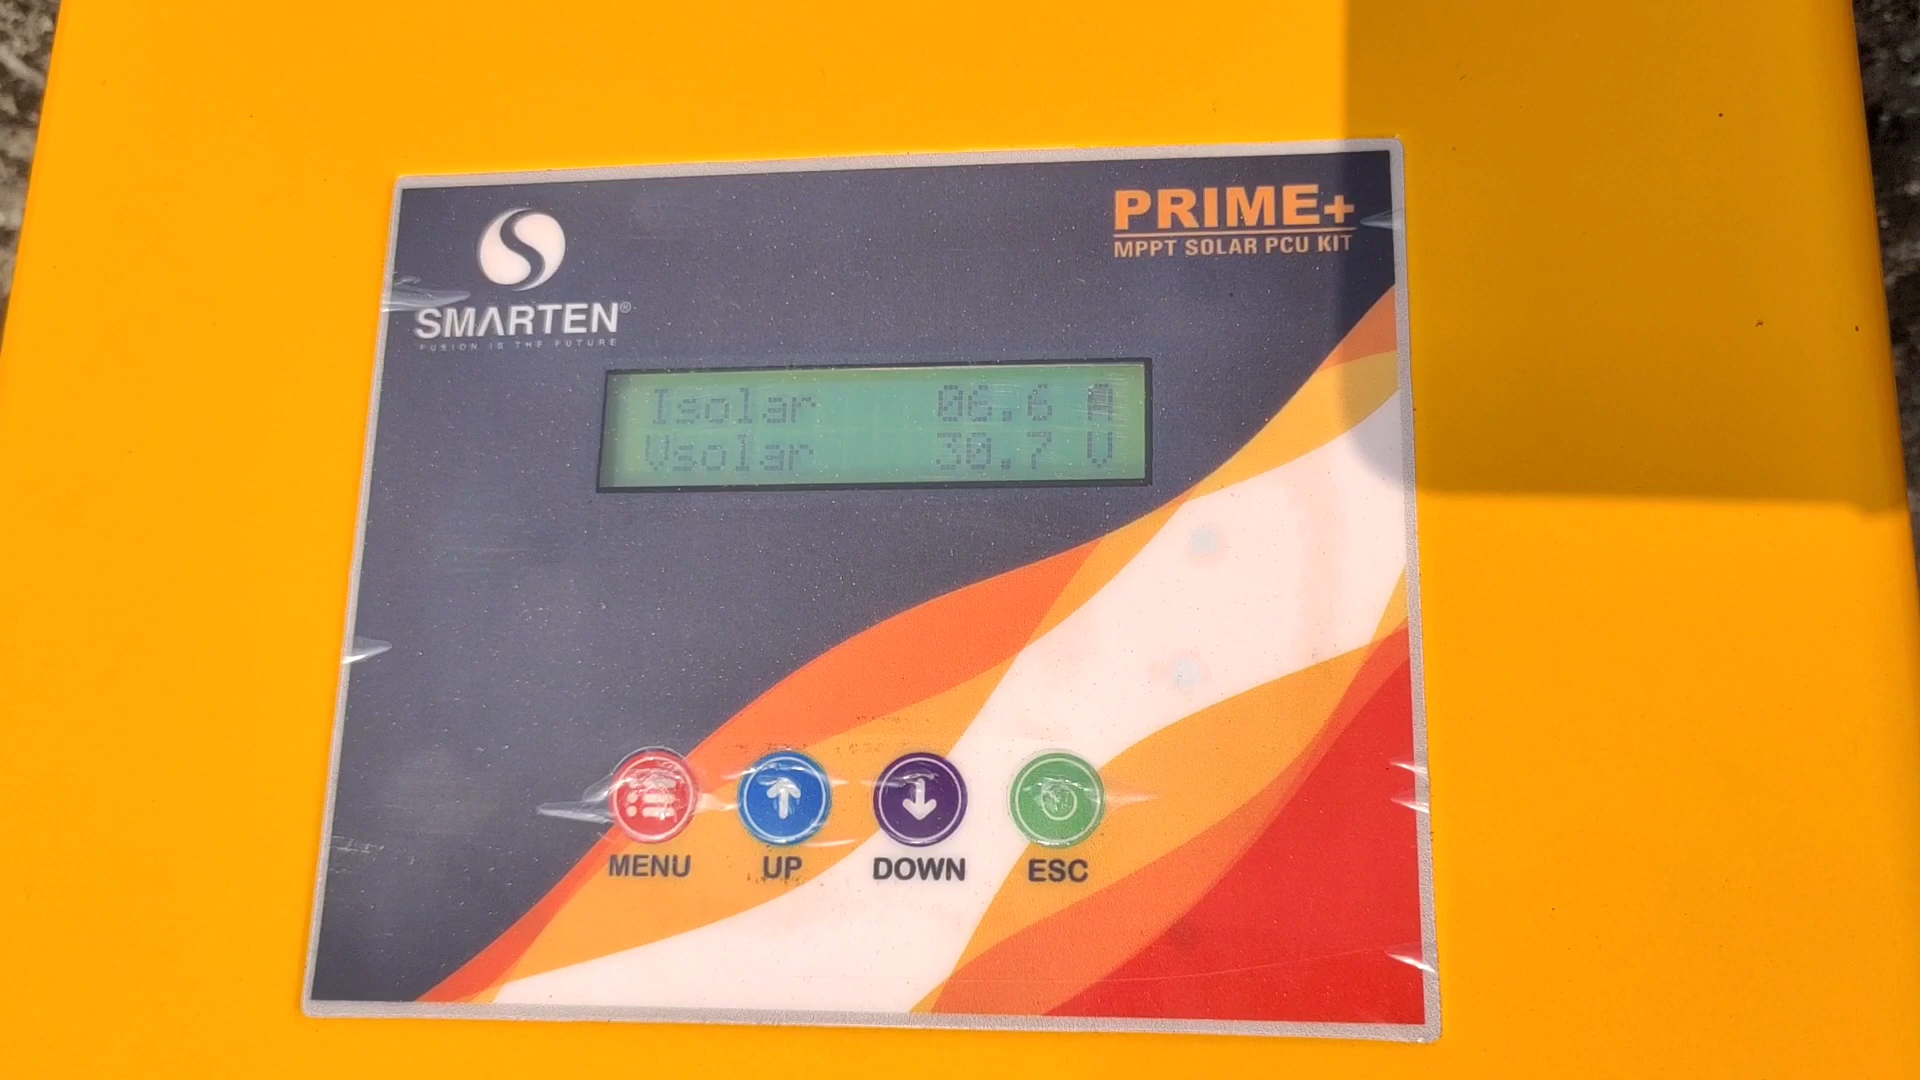 PRIME+
MPPT SOLAR PCU KIT
SMARTEN®
FUSION IS THE FUTURE
Isolar 06.6 A
Vsolar 30.7 V
MENU UP DOWN ESC